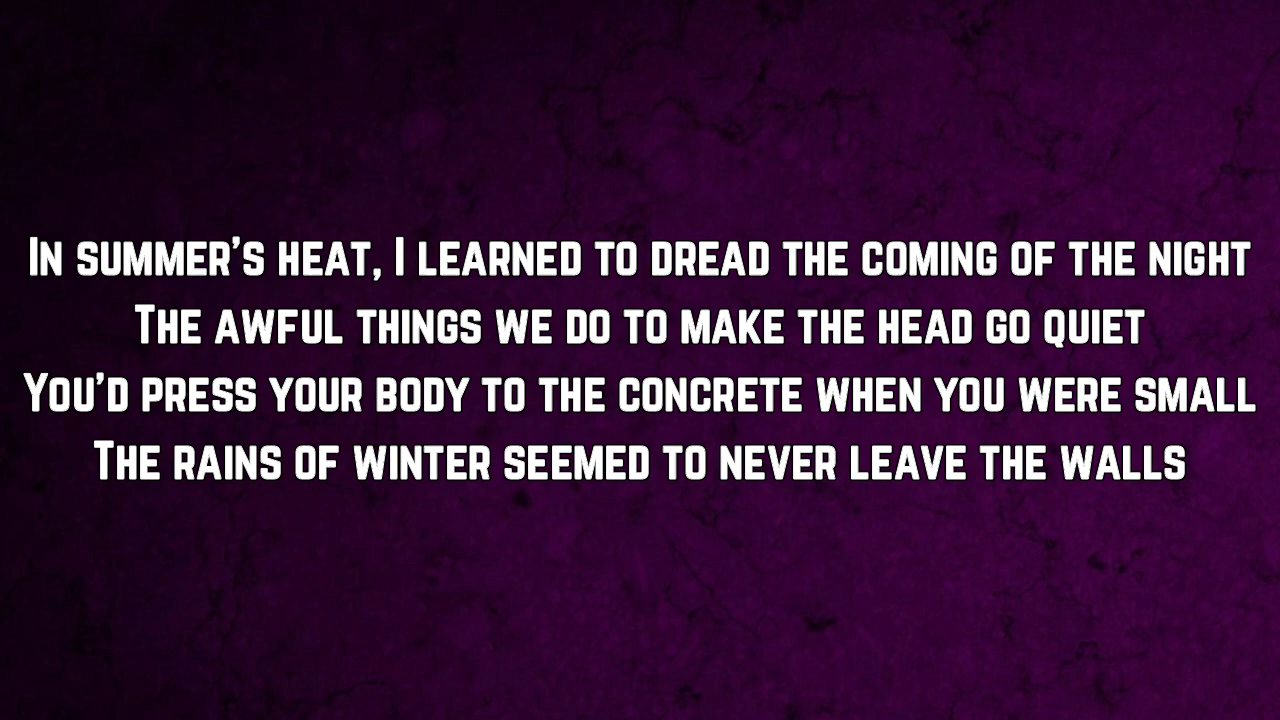 In summer's heat, I learned to dread the coming of the night
The awful things we do to make the head go quiet
You'd press your body to the concrete when you were small
The rains of winter seemed to never leave the walls